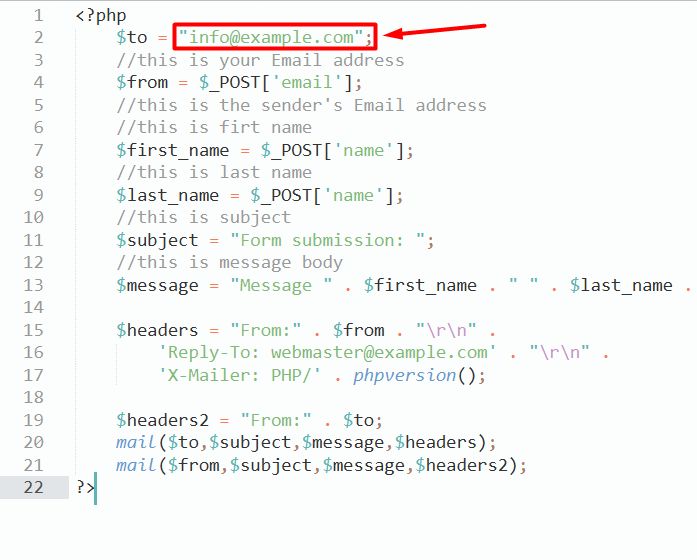 1 <?php
2 $to = "info@example.com";
3 //this is your Email address
4 $from = $_POST['email'];
5 //this is the sender's Email address
6 //this is firt name
7 $first_name = $_POST['name'];
8 //this is last name
9 $last_name = $_POST['name'];
10 //this is subject
11 $subject = "Form submission: ";
12 //this is message body
13 $message = "Message " . $first_name . " " . $last_name .
14
15 $headers = "From:" . $from . "\r\n" .
16 'Reply-To: webmaster@example.com' . "\r\n" .
17 'X-Mailer: PHP/' . phpversion();
18
19 $headers2 = "From:" . $to;
20 mail($to,$subject,$message,$headers);
21 mail($from,$subject,$message,$headers2);
22 ?>